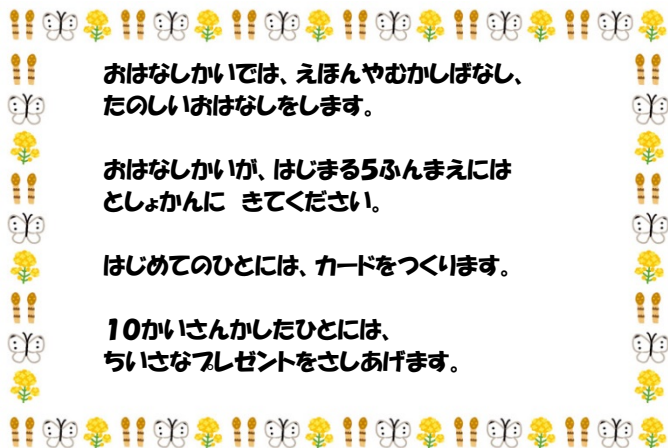 おはなしかいでは、えほんやむかしばなし、
たのしいおはなしをします。
おはなしかいが、はじまる5ふんまえには
としょかんに　きてください。
はじめてのひとには、カードをつくります。
10かいさんかしたひとには、
ちいさなプレゼントをさしあげます。